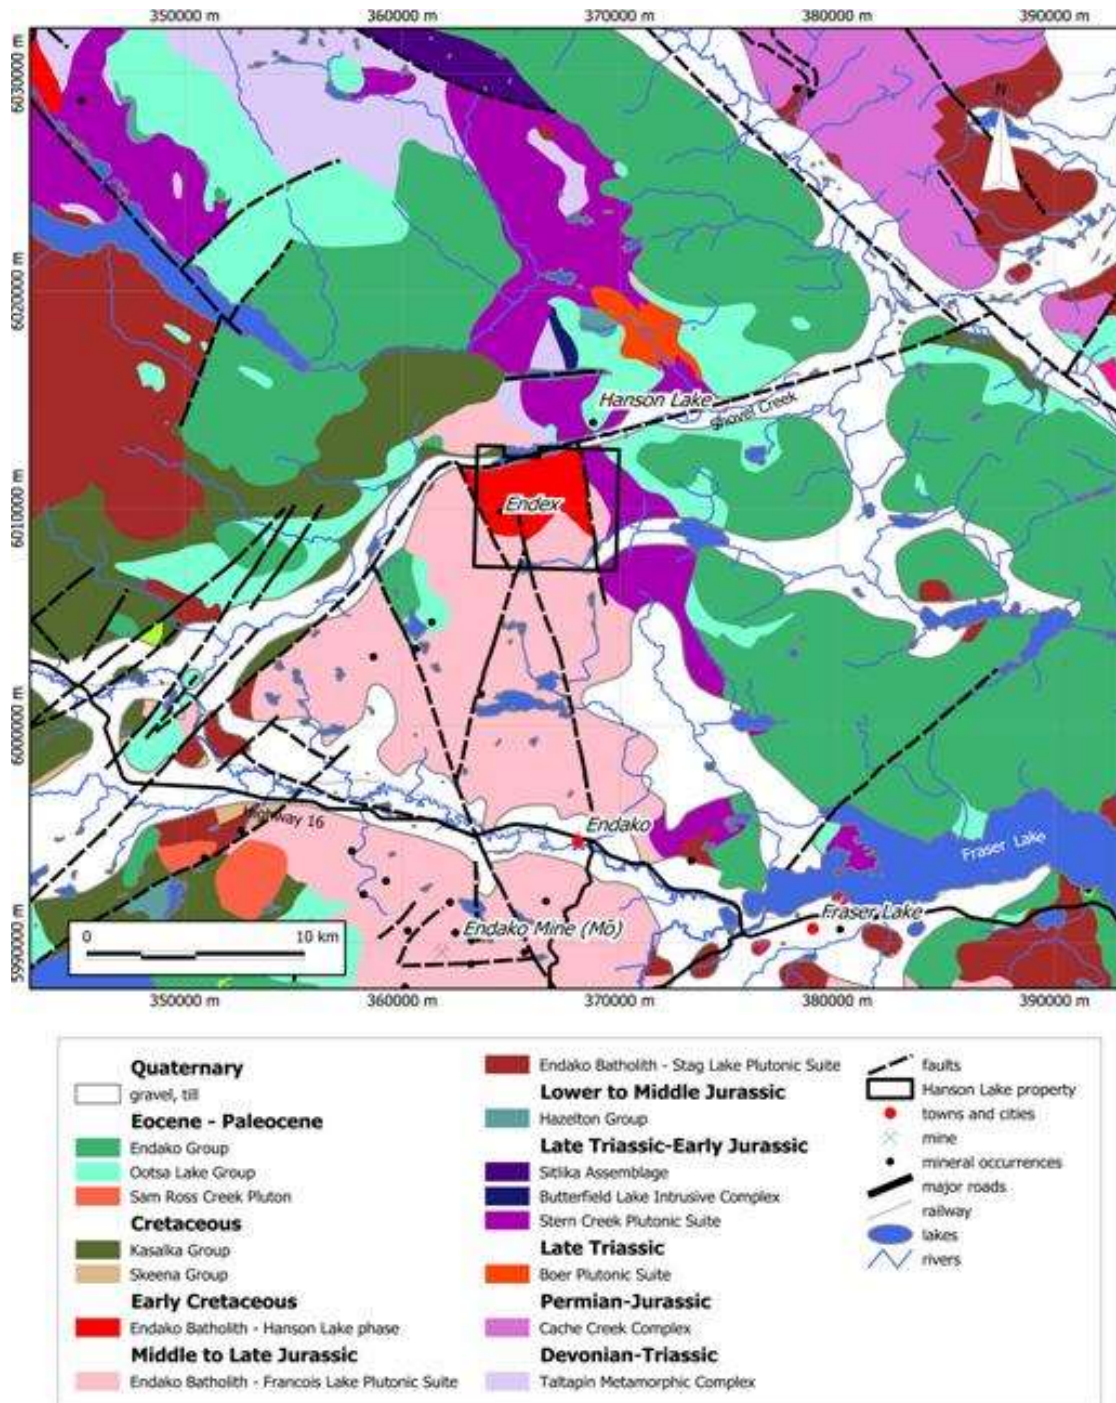 350000 m 360000 m 370000 m 380000 m 390000 m
6030000 m
N
6020000 m
Hanson Lake
Shovel Creek
6010000 m
Endex
6000000 m
Highway 16
Endako
Fraser Lake
Fraser Lake
5990000 m
Endako Mine (Mo)
0 10 km
350000 m 360000 m 370000 m 380000 m 390000 m
Quaternary
gravel, till
Eocene - Paleocene
Endako Group
Ootsa Lake Group
Sam Ross Creek Pluton
Cretaceous
Kasalka Group
Skeena Group
Early Cretaceous
Endako Batholith - Hanson Lake phase
Middle to Late Jurassic
Endako Batholith - Francois Lake Plutonic Suite
Endako Batholith - Stag Lake Plutonic Suite
Lower to Middle Jurassic
Hazelton Group
Late Triassic-Early Jurassic
Sitlika Assemblage
Butterfield Lake Intrusive Complex
Stern Creek Plutonic Suite
Late Triassic
Boer Plutonic Suite
Permian-Jurassic
Cache Creek Complex
Devonian-Triassic
Taltapin Metamorphic Complex
faults
Hanson Lake property
towns and cities
mine
mineral occurrences
major roads
railway
lakes
rivers